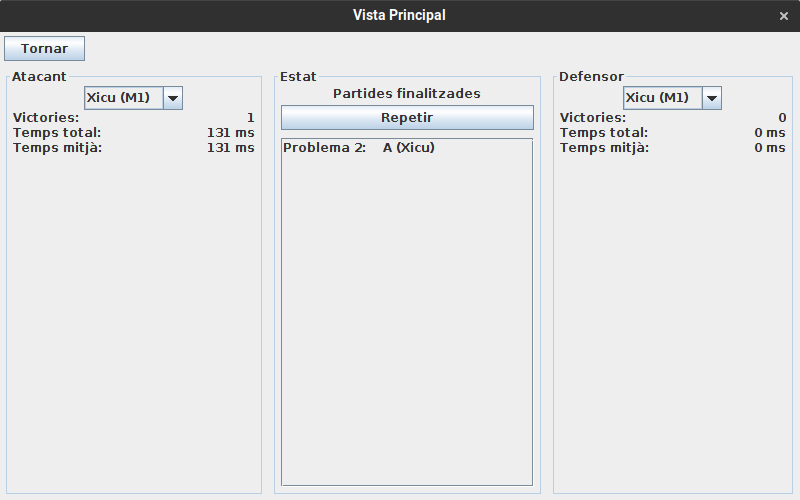 Vista Principal
Tornar
Atacant
Xicu (M1)
Victories: 1
Temps total: 131 ms
Temps mitjà: 131 ms
Estat
Partides finalitzades
Repetir
Problema 2: A (Xicu)
Defensor
Xicu (M1)
Victories: 0
Temps total: 0 ms
Temps mitjà: 0 ms